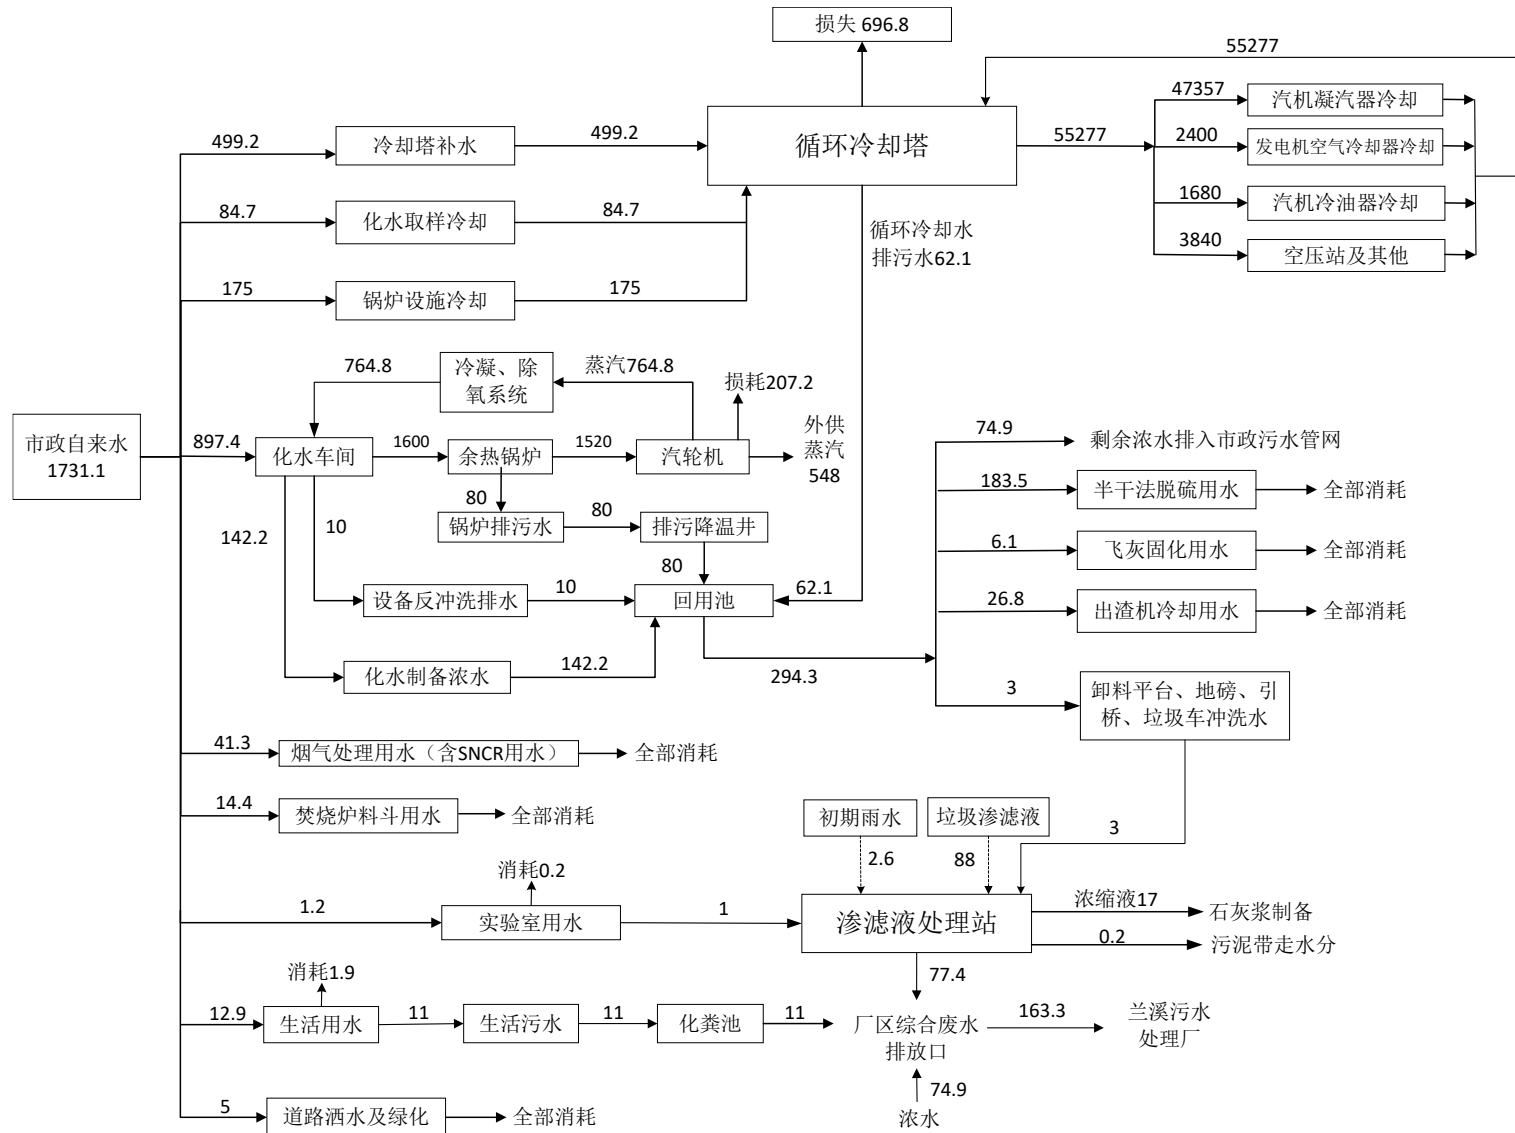 损失 696.8
55277
47357
汽机凝汽器冷却
499.2
冷却塔补水
499.2
循环冷却塔
55277
2400
发电机空气冷却器冷却
84.7
化水取样冷却
84.7
1680
汽机冷油器冷却
循环冷却水
排污水62.1
3840
空压站及其他
175
锅炉设施冷却
175
764.8
冷凝、除
氧系统
蒸汽764.8
损耗207.2
市政自来水
1731.1
897.4
化水车间
1600
余热锅炉
1520
汽轮机
外供
蒸汽
548
74.9
剩余浓水排入市政污水管网
80
183.5
半干法脱硫用水
全部消耗
142.2
10
锅炉排污水
80
排污降温井
6.1
飞灰固化用水
全部消耗
80
设备反冲洗排水
10
回用池
62.1
26.8
出渣机冷却用水
全部消耗
化水制备浓水
142.2
294.3
3
卸料平台、地磅、引
桥、垃圾车冲洗水
41.3
烟气处理用水（含SNCR用水）
全部消耗
14.4
焚烧炉料斗用水
全部消耗
初期雨水
垃圾渗滤液
3
2.6
88
消耗0.2
1.2
实验室用水
1
渗滤液处理站
浓缩液17
石灰浆制备
0.2
污泥带走水分
消耗1.9
77.4
12.9
生活用水
11
生活污水
11
化粪池
11
厂区综合废水
排放口
163.3
兰溪污水
处理厂
74.9
浓水
5
道路洒水及绿化
全部消耗